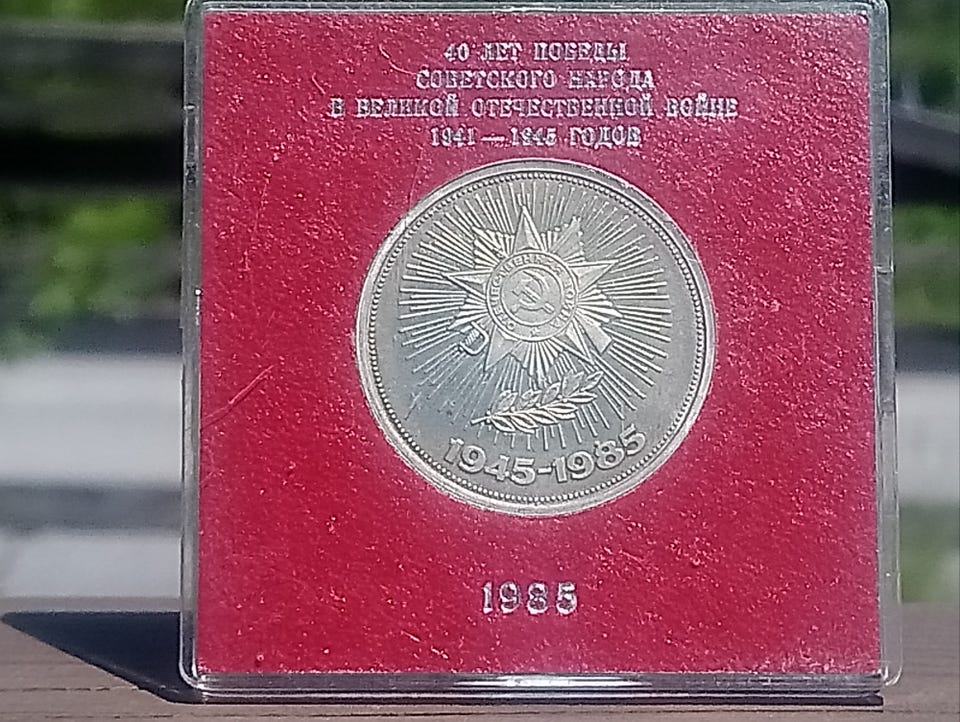 40 ЛЕТ ПОБЕДЫ
СОВЕТСКОГО НАРОДА
В ВЕЛИКОЙ ОТЕЧЕСТВЕННОЙ ВОЙНЕ
1941 — 1945 ГОДОВ
1945-1985
1985